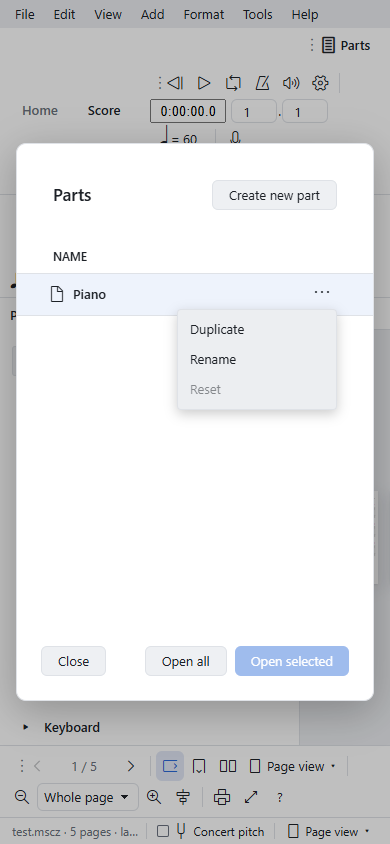 File Edit View Add Format Tools Help
Parts
Home Score 0:00:00.0 1 . 1
= 60
Parts Create new part
NAME
Piano ...
Duplicate
Rename
Reset
Close Open all Open selected
Keyboard
1 / 5 Page view
Whole page ?
test.mscz · 5 pages · la... Concert pitch Page view